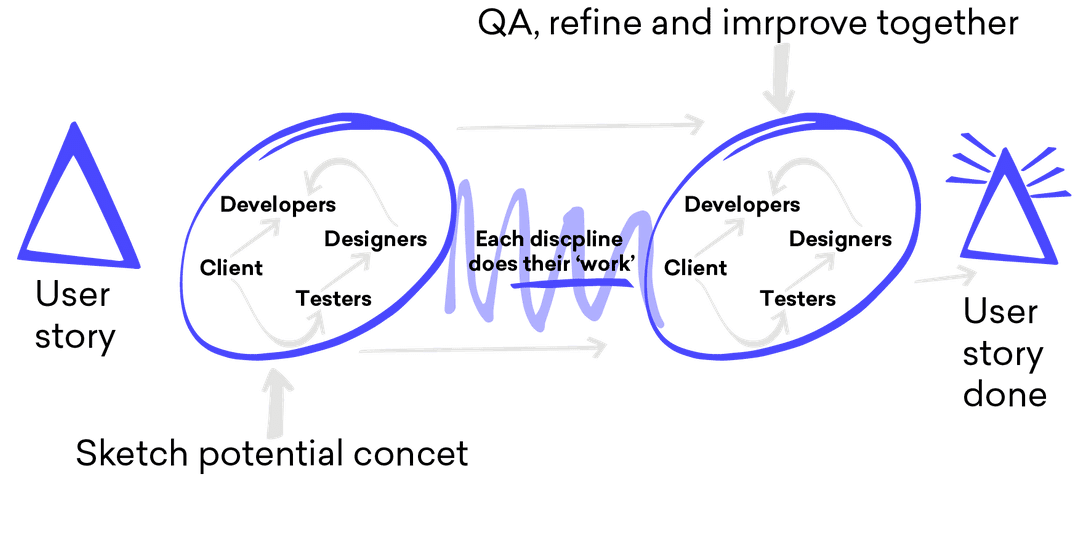 QA, refine and imrprove together
User
story
Developers
Designers
Client
Testers
Each discpline
does their ‘work’
Developers
Designers
Client
Testers
User
story
done
Sketch potential concet